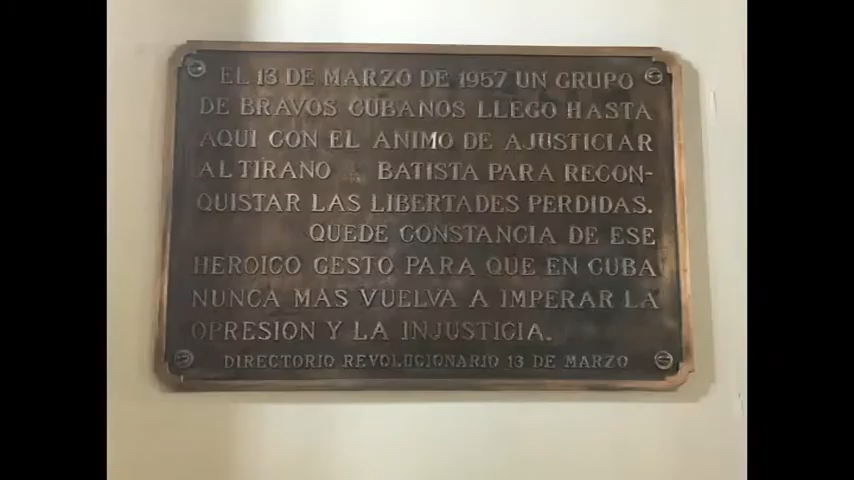 EL 13 DE MARZO DE 1957 UN GRUPO
DE BRAVOS CUBANOS LLEGO HASTA
AQUI CON EL ANIMO DE AJUSTICIAR
AL TIRANO BATISTA PARA RECON-
QUISTAR LAS LIBERTADES PERDIDAS.
QUEDE CONSTANCIA DE ESE
HEROICO GESTO PARA QUE EN CUBA
NUNCA MAS VUELVA A IMPERAR LA
OPRESION Y LA INJUSTICIA.
DIRECTORIO REVOLUCIONARIO 13 DE MARZO